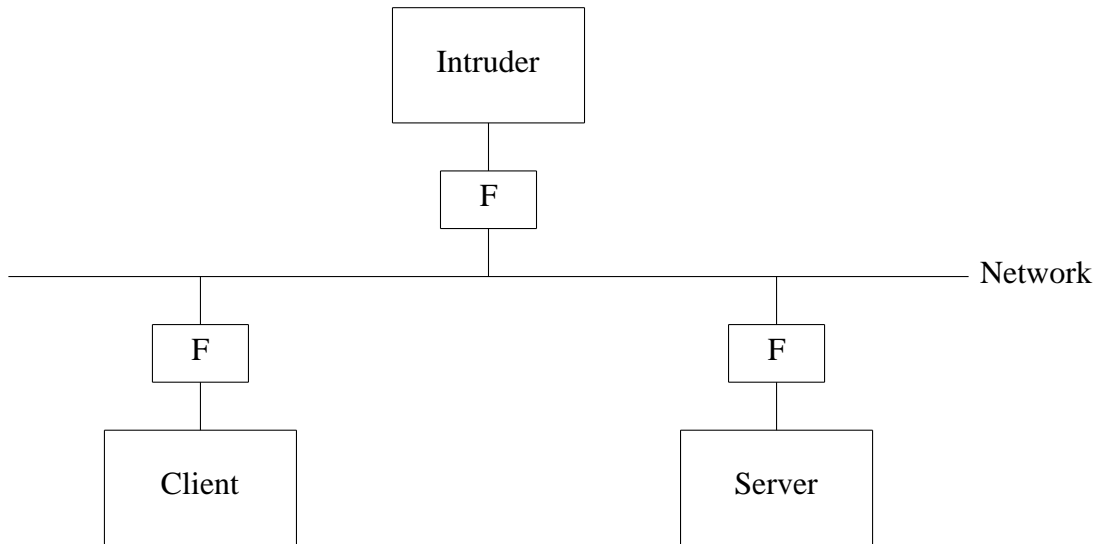 Intruder
F
Network
F
F
Client
Server